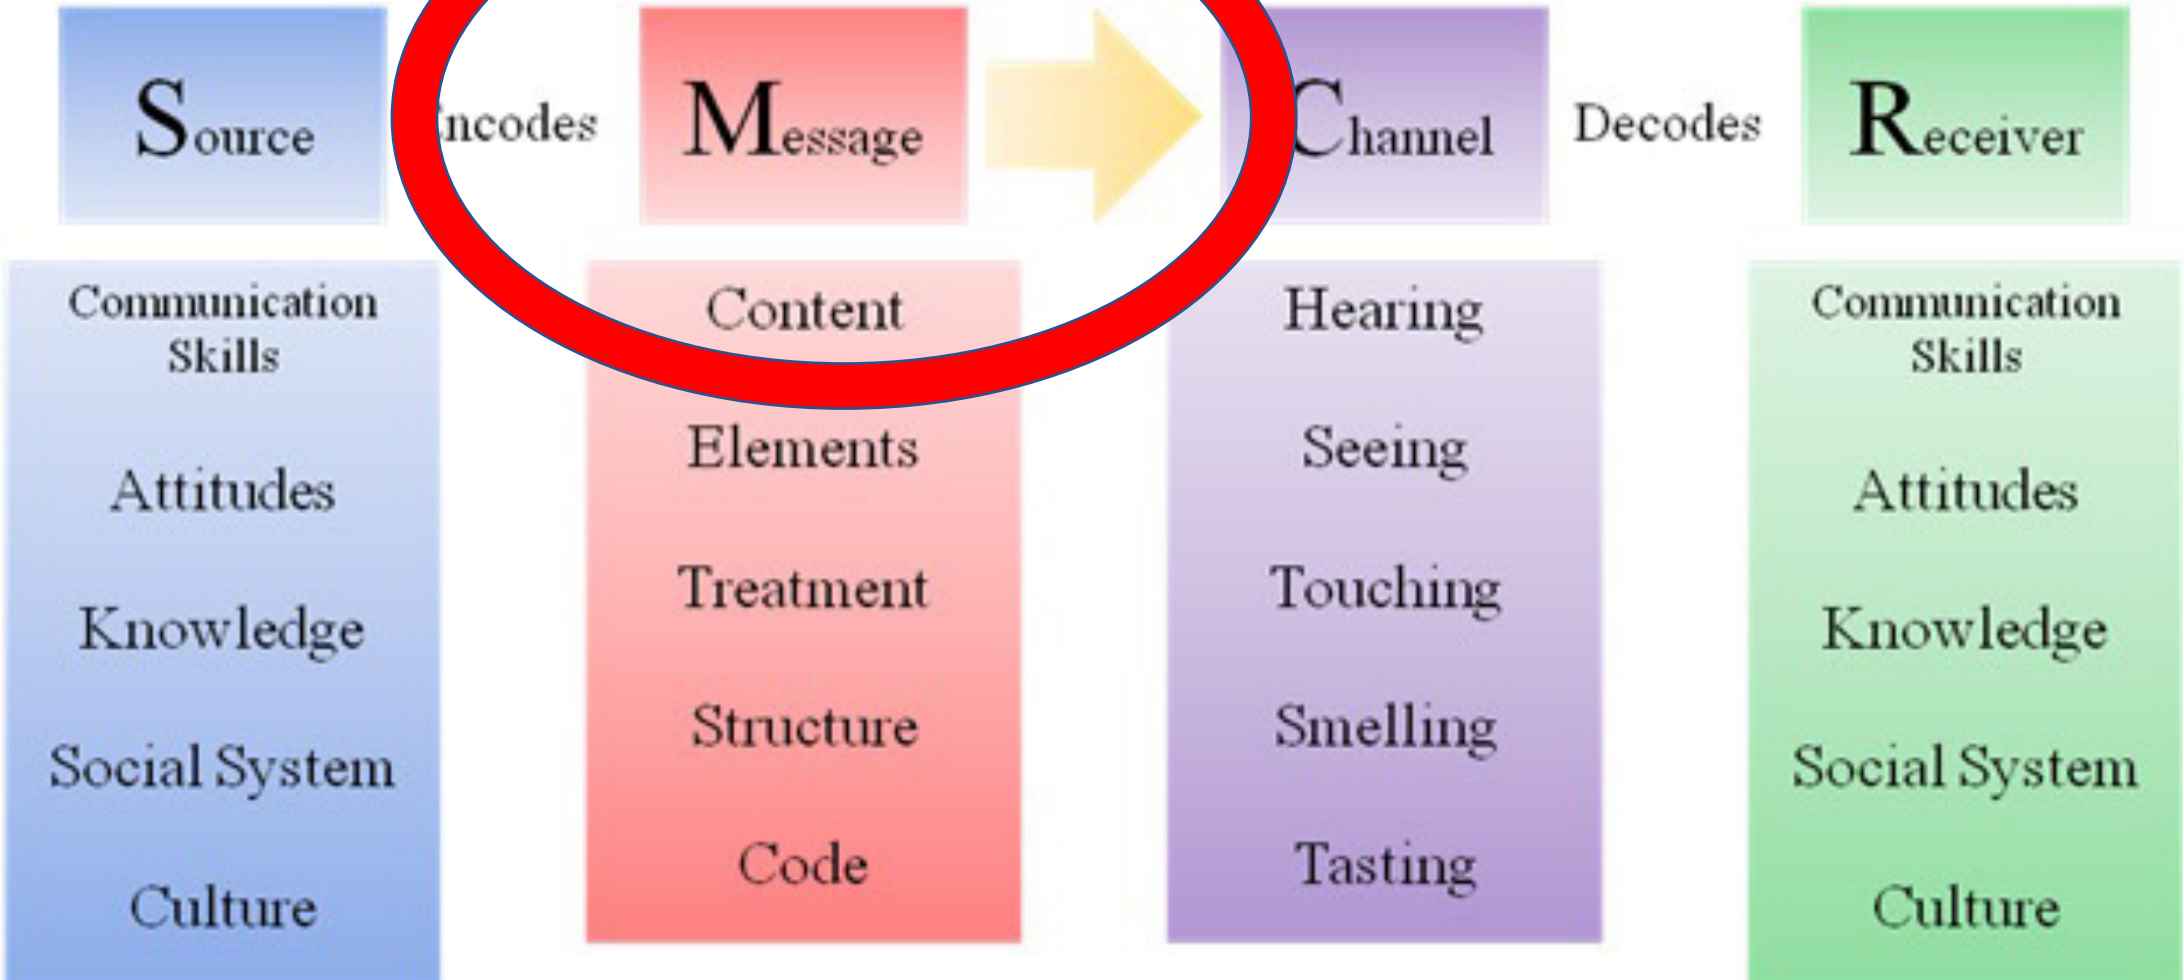 Source ncodes Message Channel Decodes Receiver
Communication
Skills
Attitudes
Knowledge
Social System
Culture
Content
Elements
Treatment
Structure
Code
Hearing
Seeing
Touching
Smelling
Tasting
Communication
Skills
Attitudes
Knowledge
Social System
Culture